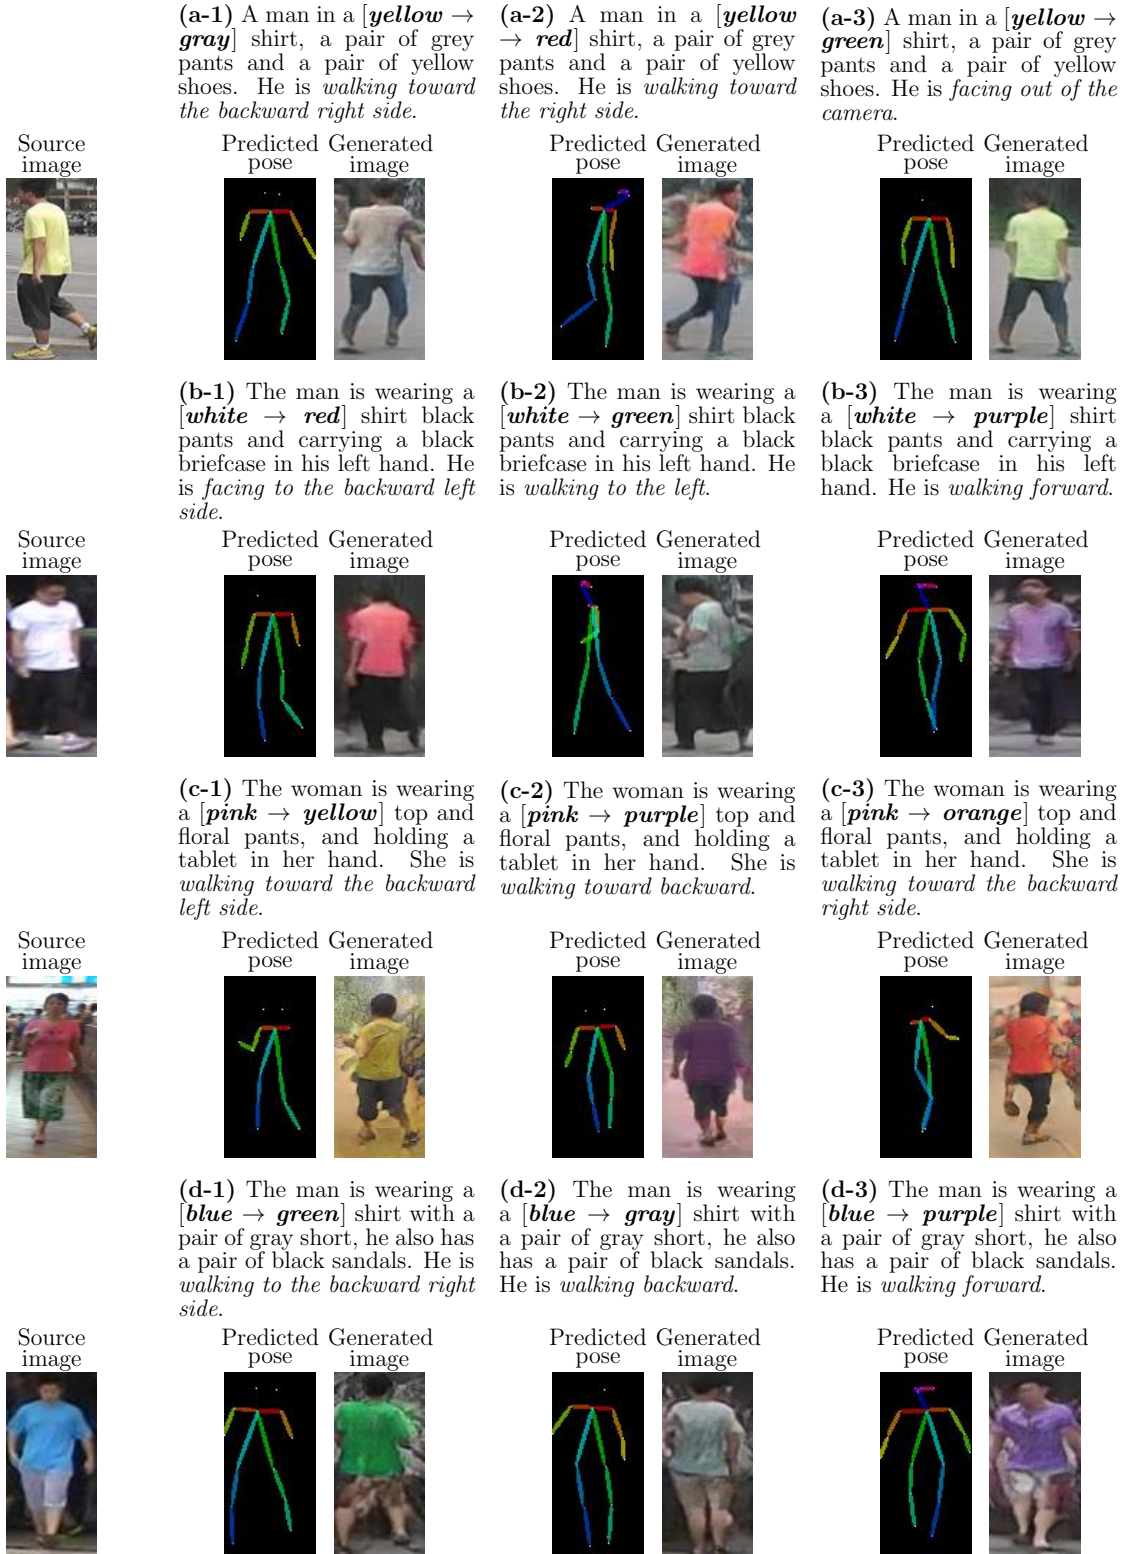 (a-1) A man in a [yellow →
gray] shirt, a pair of grey
pants and a pair of yellow
shoes. He is walking toward
the backward right side.
(a-2) A man in a [yellow
→ red] shirt, a pair of grey
pants and a pair of yellow
shoes. He is walking toward
the right side.
(a-3) A man in a [yellow →
green] shirt, a pair of grey
pants and a pair of yellow
shoes. He is facing out of the
camera.
Source
image
Predicted
pose
Generated
image
Predicted
pose
Generated
image
Predicted
pose
Generated
image
(b-1) The man is wearing a
[white → red] shirt black
pants and carrying a black
briefcase in his left hand. He
is facing to the backward left
side.
(b-2) The man is wearing a
[white → green] shirt black
pants and carrying a black
briefcase in his left hand. He
is walking to the left.
(b-3) The man is wearing
a [white → purple] shirt
black pants and carrying a
black briefcase in his left
hand. He is walking forward.
Source
image
Predicted
pose
Generated
image
Predicted
pose
Generated
image
Predicted
pose
Generated
image
(c-1) The woman is wearing
a [pink → yellow] top and
floral pants, and holding a
tablet in her hand. She is
walking toward the backward
left side.
(c-2) The woman is wearing
a [pink → purple] top and
floral pants, and holding a
tablet in her hand. She is
walking toward backward.
(c-3) The woman is wearing
a [pink → orange] top and
floral pants, and holding a
tablet in her hand. She is
walking toward the backward
right side.
Source
image
Predicted
pose
Generated
image
Predicted
pose
Generated
image
Predicted
pose
Generated
image
(d-1) The man is wearing a
[blue → green] shirt with a
pair of gray short, he also has
a pair of black sandals. He is
walking to the backward right
side.
(d-2) The man is wearing
a [blue → gray] shirt with
a pair of gray short, he also
has a pair of black sandals.
He is walking backward.
(d-3) The man is wearing a
[blue → purple] shirt with
a pair of gray short, he also
has a pair of black sandals.
He is walking forward.
Source
image
Predicted
pose
Generated
image
Predicted
pose
Generated
image
Predicted
pose
Generated
image